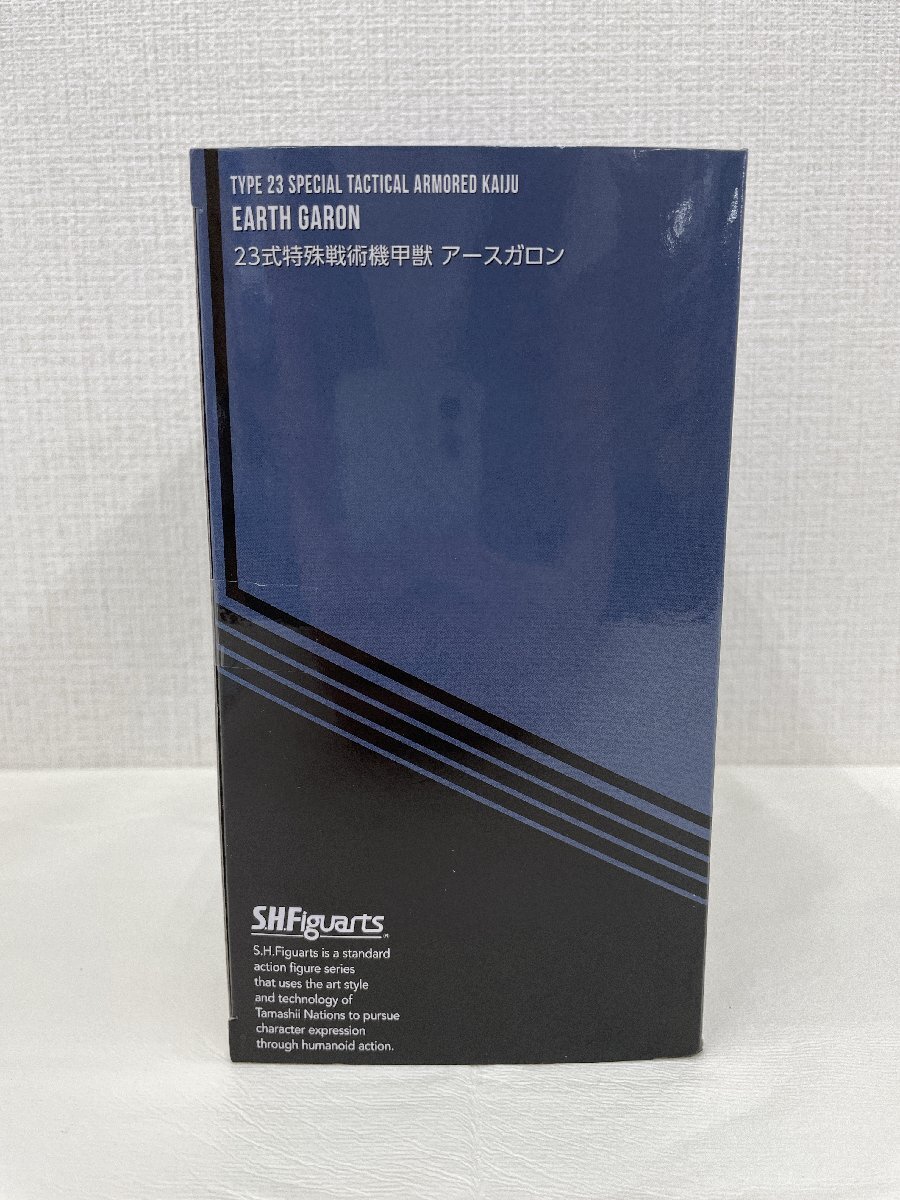 TYPE 23 SPECIAL TACTICAL ARMORED KAIJU
EARTH GARON
23式特殊戦術機甲獣 アースガロン
S.H.Figuarts
S.H.Figuarts is a standard
action figure series
that uses the art style
and technology of
Tamashii Nations to pursue
character expression
through humanoid action.